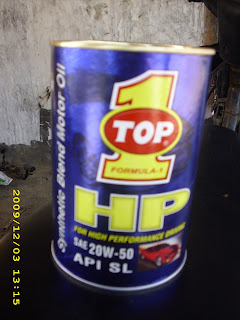 1
TOP
FORMULA-1
Synthetic Blend Motor Oil
HP
FOR HIGH PERFORMANCE DRIVING
SAE 20W-50
API SL
2009/12/03 13:15